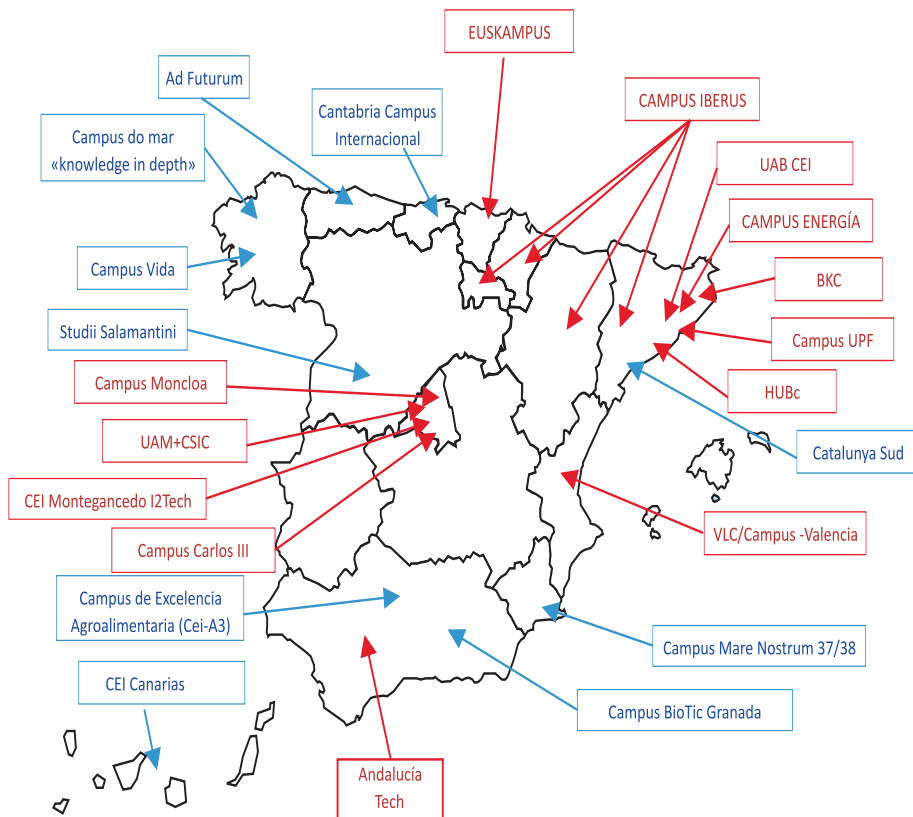 EUSKAMPUS
Ad Futurum
CAMPUS IBERUS
Cantabria Campus
Internacional
Campus do mar
«knowledge in depth»
UAB CEI
CAMPUS ENERGÍA
Campus Vida
BKC
Studii Salamantini
Campus UPF
Campus Moncloa
HUBc
UAM+CSIC
Catalunya Sud
CEI Montegancedo I2Tech
VLC/Campus -Valencia
Campus Carlos III
Campus de Excelencia
Agroalimentaria (Cei-A3)
Campus Mare Nostrum 37/38
CEI Canarias
Campus BioTic Granada
Andalucía
Tech